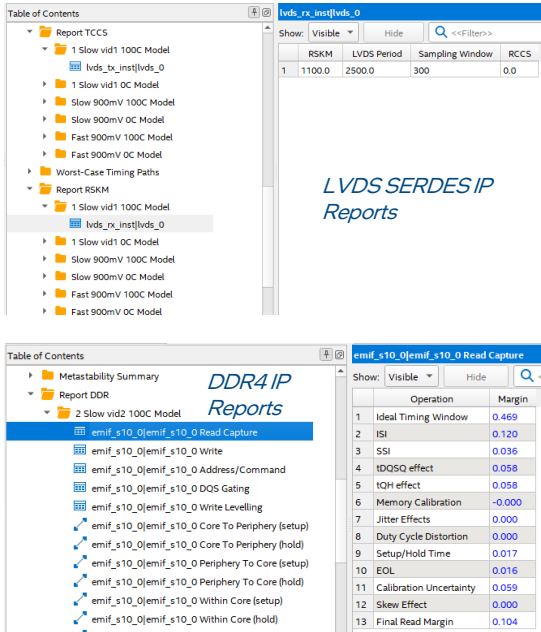 Table of Contents
Report TCCS
1 Slow vid1 100C Model
lvds_tx_inst|lvds_0
1 Slow vid1 0C Model
Slow 900mV 100C Model
Slow 900mV 0C Model
Fast 900mV 100C Model
Fast 900mV 0C Model
Worst-Case Timing Paths
Report RSKM
1 Slow vid1 100C Model
lvds_rx_inst|lvds_0
1 Slow vid1 0C Model
Slow 900mV 100C Model
Slow 900mV 0C Model
Fast 900mV 100C Model
Fast 900mV 0C Model
lvds_rx_inst|lvds_0
Show: Visible Hide <<Filter>>
RSKM LVDS Period Sampling Window RCCS
1 1100.0 2500.0 300 0.0
LVDS SERDES IP
Reports
Table of Contents
Metastability Summary
Report DDR
2 Slow vid2 100C Model
emif_s10_0|emif_s10_0 Read Capture
emif_s10_0|emif_s10_0 Write
emif_s10_0|emif_s10_0 Address/Command
emif_s10_0|emif_s10_0 DQS Gating
emif_s10_0|emif_s10_0 Write Levelling
emif_s10_0|emif_s10_0 Core To Periphery (setup)
emif_s10_0|emif_s10_0 Core To Periphery (hold)
emif_s10_0|emif_s10_0 Periphery To Core (setup)
emif_s10_0|emif_s10_0 Periphery To Core (hold)
emif_s10_0|emif_s10_0 Within Core (setup)
emif_s10_0|emif_s10_0 Within Core (hold)
DDR4 IP
Reports
emif_s10_0|emif_s10_0 Read Capture
Show: Visible Hide <
Operation Margin
1 Ideal Timing Window 0.469
2 ISI 0.120
3 SSI 0.036
4 tDQSQ effect 0.058
5 tQH effect 0.058
6 Memory Calibration -0.000
7 Jitter Effects 0.000
8 Duty Cycle Distortion 0.000
9 Setup/Hold Time 0.017
10 EOL 0.016
11 Calibration Uncertainty 0.059
12 Skew Effect 0.000
13 Final Read Margin 0.104